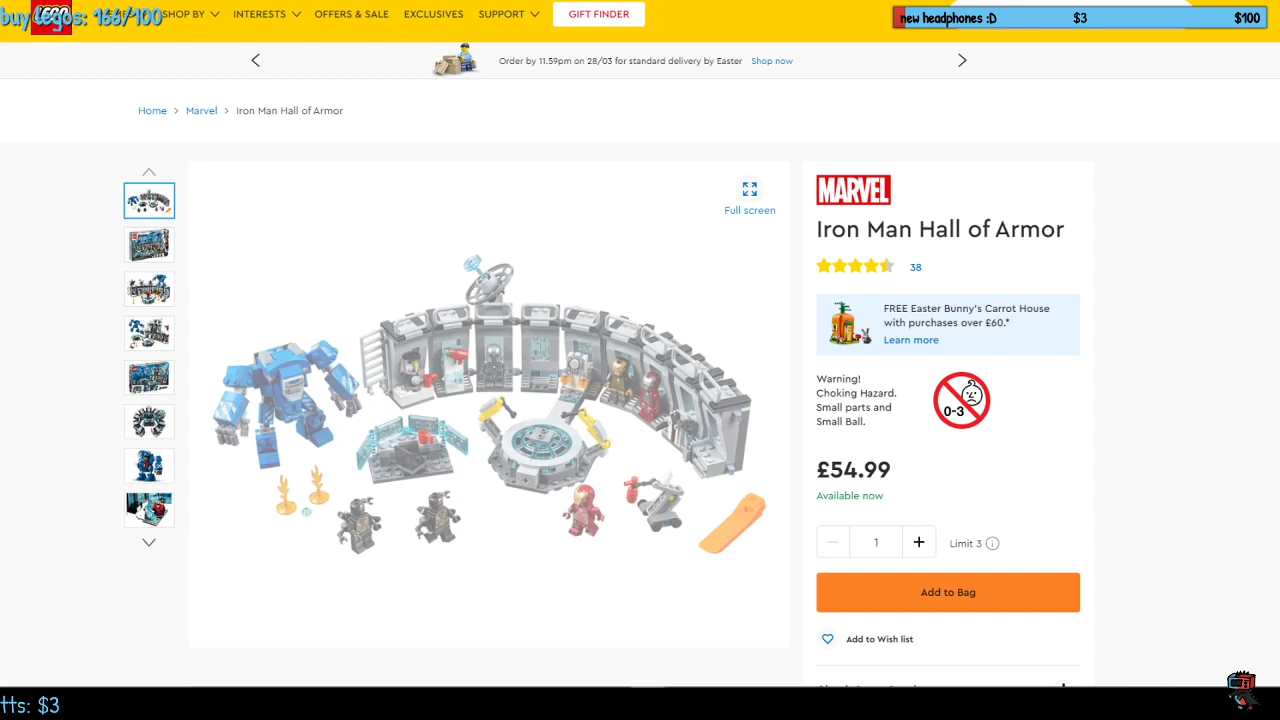 buy legos: 166/100
LEGO
SHOP BY
INTERESTS
OFFERS & SALE
EXCLUSIVES
SUPPORT
GIFT FINDER
new headphones :D $3 $100
Order by 11.59pm on 28/03 for standard delivery by Easter Shop now
Home > Marvel > Iron Man Hall of Armor
Full screen
MARVEL
Iron Man Hall of Armor
38
FREE Easter Bunny's Carrot House
with purchases over £60.*
Learn more
Warning!
Choking Hazard.
Small parts and
Small Ball.
0-3
£54.99
Available now
1
Limit 3
Add to Bag
Add to Wish list
tts: $3